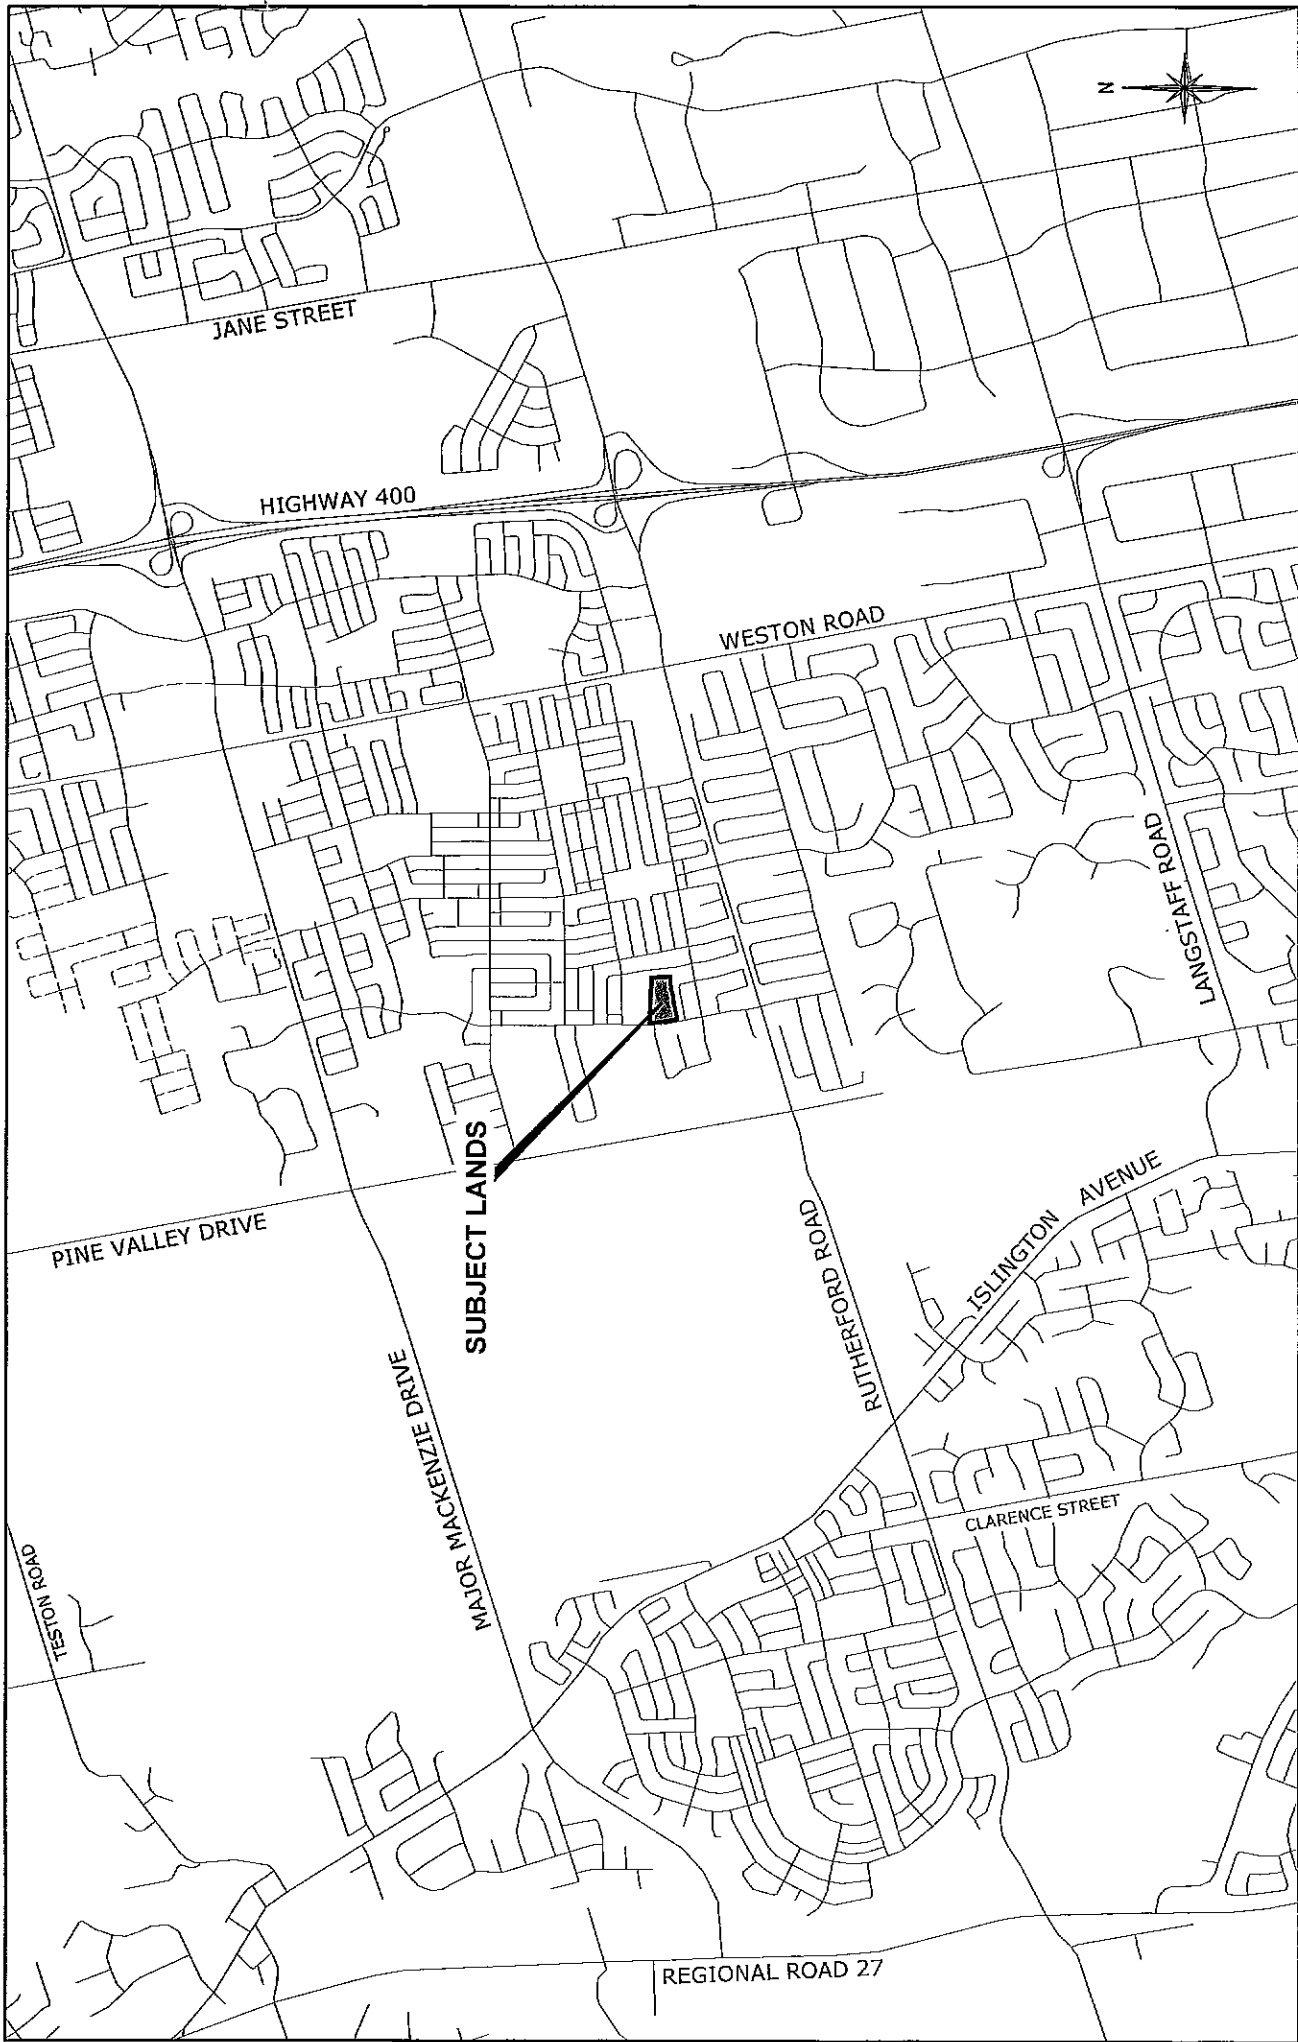 N
JANE STREET
HIGHWAY 400
WESTON ROAD
LANGSTAFF ROAD
SUBJECT LANDS
PINE VALLEY DRIVE
ISLINGTON AVENUE
RUTHERFORD ROAD
MAJOR MACKENZIE DRIVE
CLARENCE STREET
TESTON ROAD
REGIONAL ROAD 27